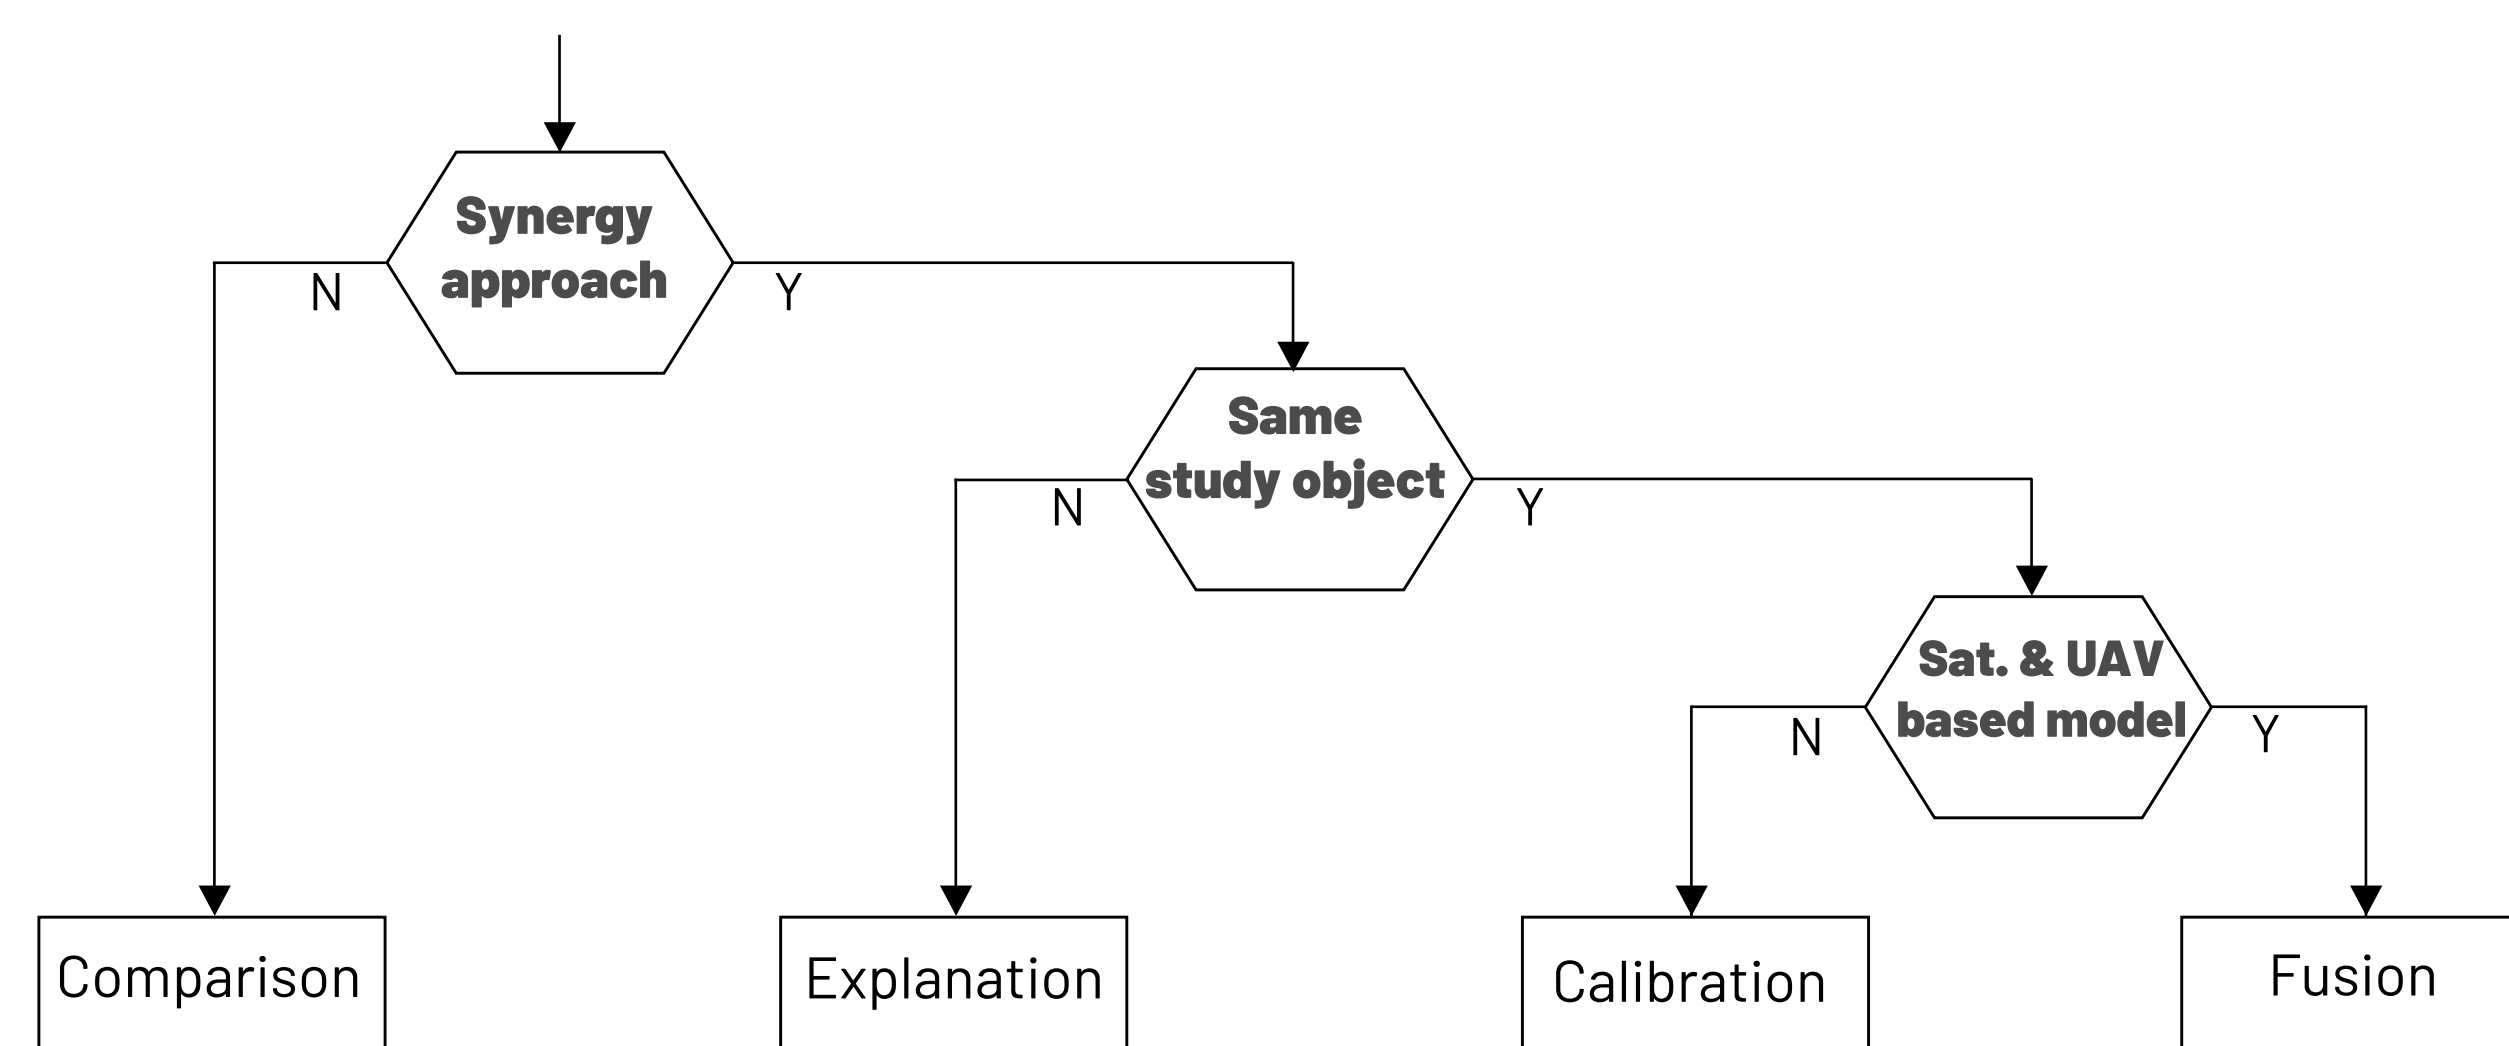 Synergy
approach
N
Y
Same
study object
N
Y
Sat. & UAV
based model
N
Y
Comparison
Explanation
Calibration
Fusion